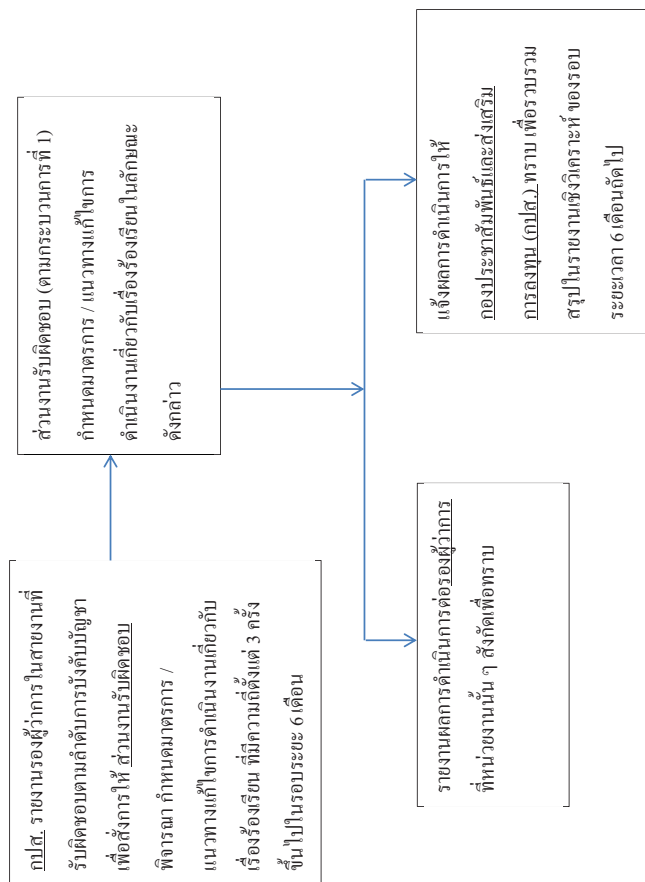 กปส. รายงานรองผู้ว่าการในสายงานที่
รับผิดชอบตามลำดับการบังคับบัญชา
เพื่อสั่งการให้ ส่วนงานรับผิดชอบ
พิจารณา กำหนดมาตรการ /
แนวทางแก้ไขการดำเนินงานเกี่ยวกับ
เรื่องร้องเรียน ที่มีความถี่ตั้งแต่ 3 ครั้ง
ขึ้นไปในรอบระยะ 6 เดือน
ส่วนงานรับผิดชอบ (ตามกระบวนการที่ 1)
กำหนดมาตรการ / แนวทางแก้ไขการ
ดำเนินงานเกี่ยวกับเรื่องร้องเรียนในลักษณะ
ดังกล่าว
รายงานผลการดำเนินการต่อรองผู้ว่าการ
ที่หน่วยงานนั้น ๆ สังกัดเพื่อทราบ
แจ้งผลการดำเนินการให้
กองประชาสัมพันธ์และส่งเสริม
การลงทุน (กปส.) ทราบ เพื่อรวบรวม
สรุปในรายงานเชิงวิเคราะห์ ของรอบ
ระยะเวลา 6 เดือนถัดไป